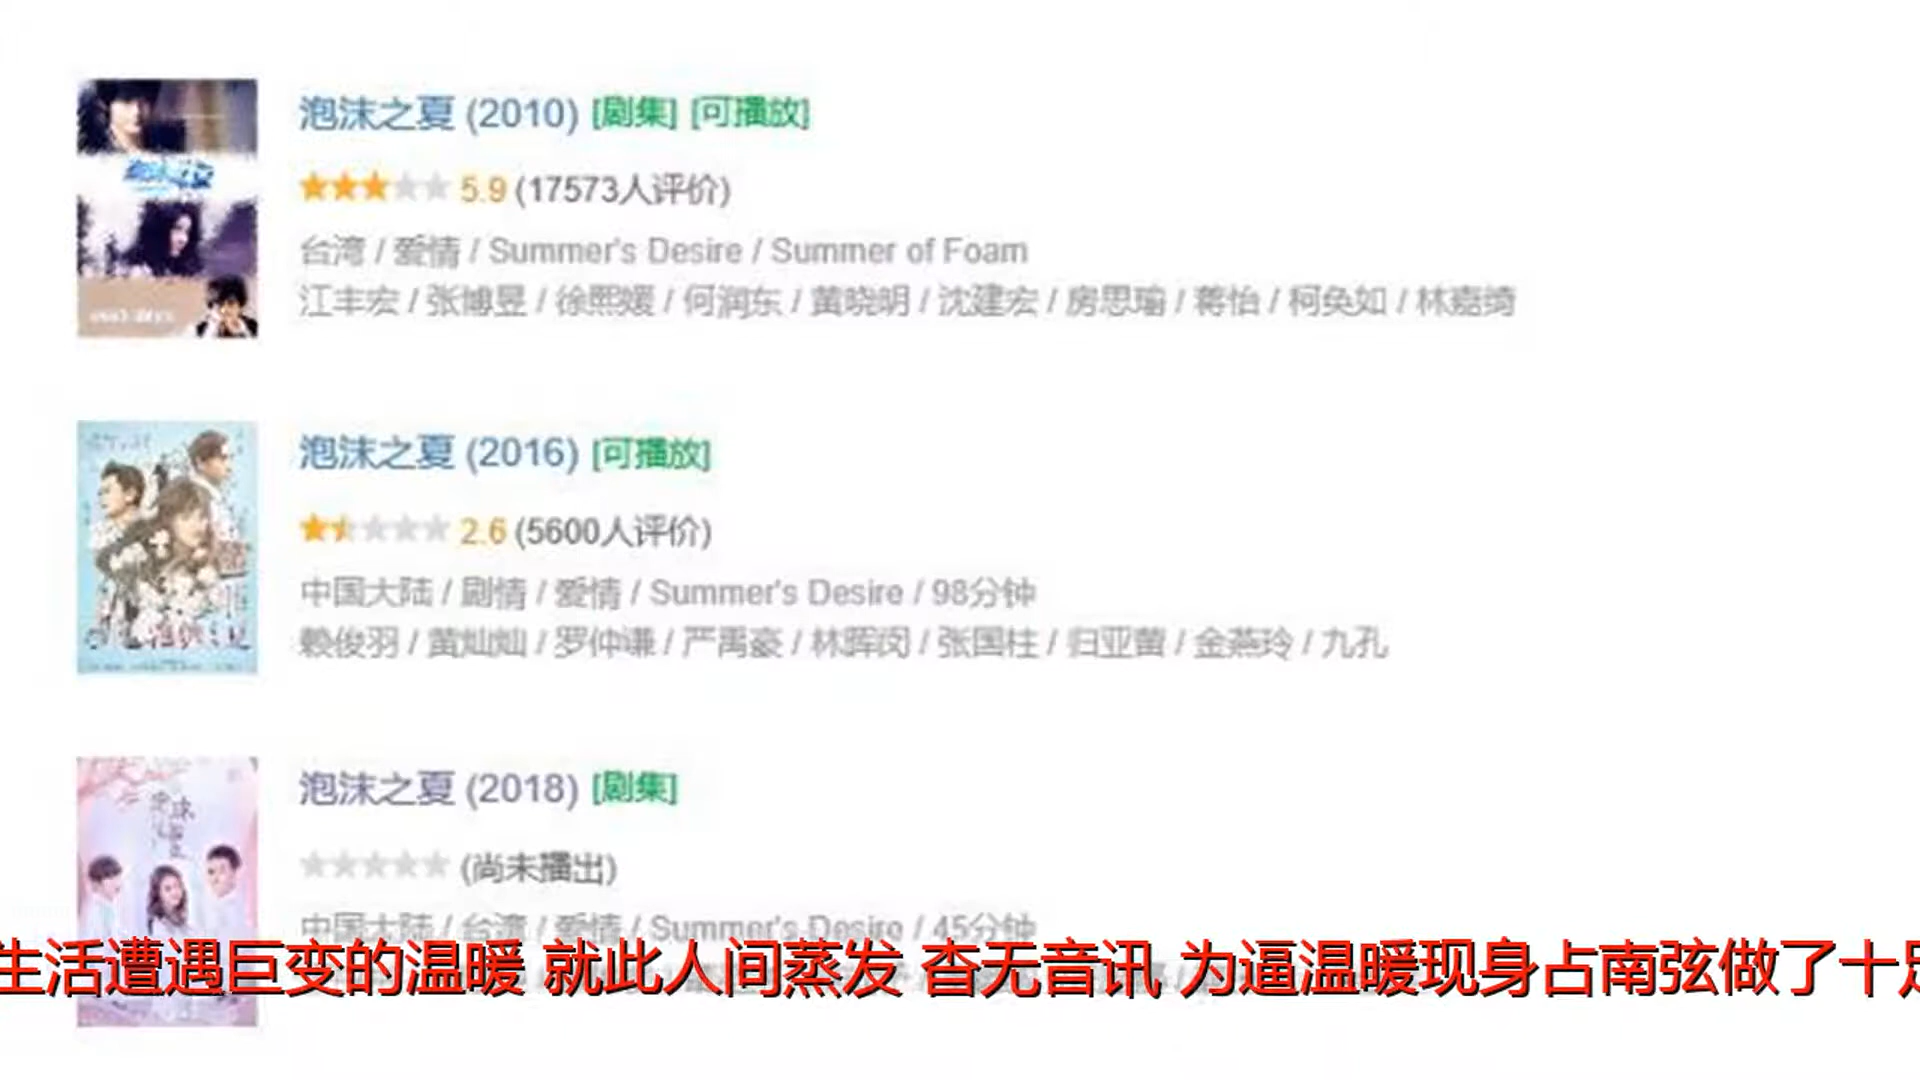 泡沫之夏 (2010) [剧集] [可播放]
5.9 (17573人评价)
台湾 / 爱情 / Summer's Desire / Summer of Foam
江丰宏 / 张博昱 / 徐熙媛 / 何润东 / 黄晓明 / 沈建宏 / 房思瑜 / 蒋怡 / 柯奂如 / 林嘉绮
泡沫之夏 (2016) [可播放]
2.6 (5600人评价)
中国大陆 / 剧情 / 爱情 / Summer's Desire / 98分钟
赖俊羽 / 黄灿灿 / 罗仲谦 / 严禹豪 / 林晖闵 / 张国柱 / 归亚蕾 / 金燕玲 / 九孔
泡沫之夏 (2018) [剧集]
(尚未播出)
中国大陆 / 台湾 / 爱情 / Summer's Desire / 45分钟
生活遭遇巨变的温暖 就此人间蒸发 杳无音讯 为逼温暖现身占南弦做了十足